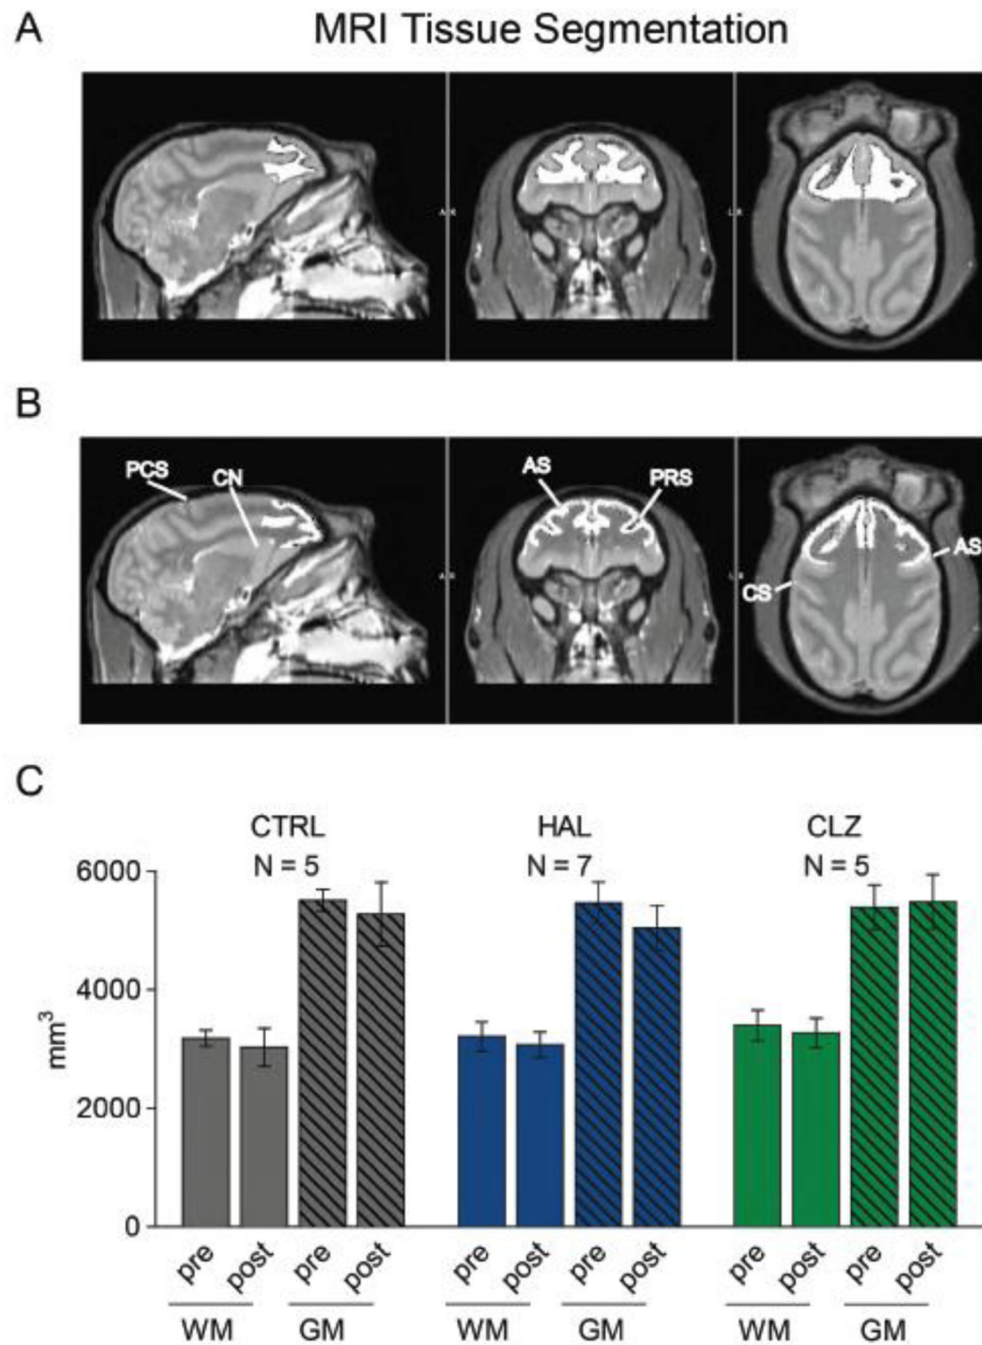 A
MRI Tissue Segmentation
B
PCS
CN
AS
PRS
AS
CS
C
CTRL
HAL
CLZ
N = 5
N = 7
N = 5
6000
4000
2000
0
mm³
pre post pre post
pre post pre post
pre post pre post
WM GM
WM GM
WM GM